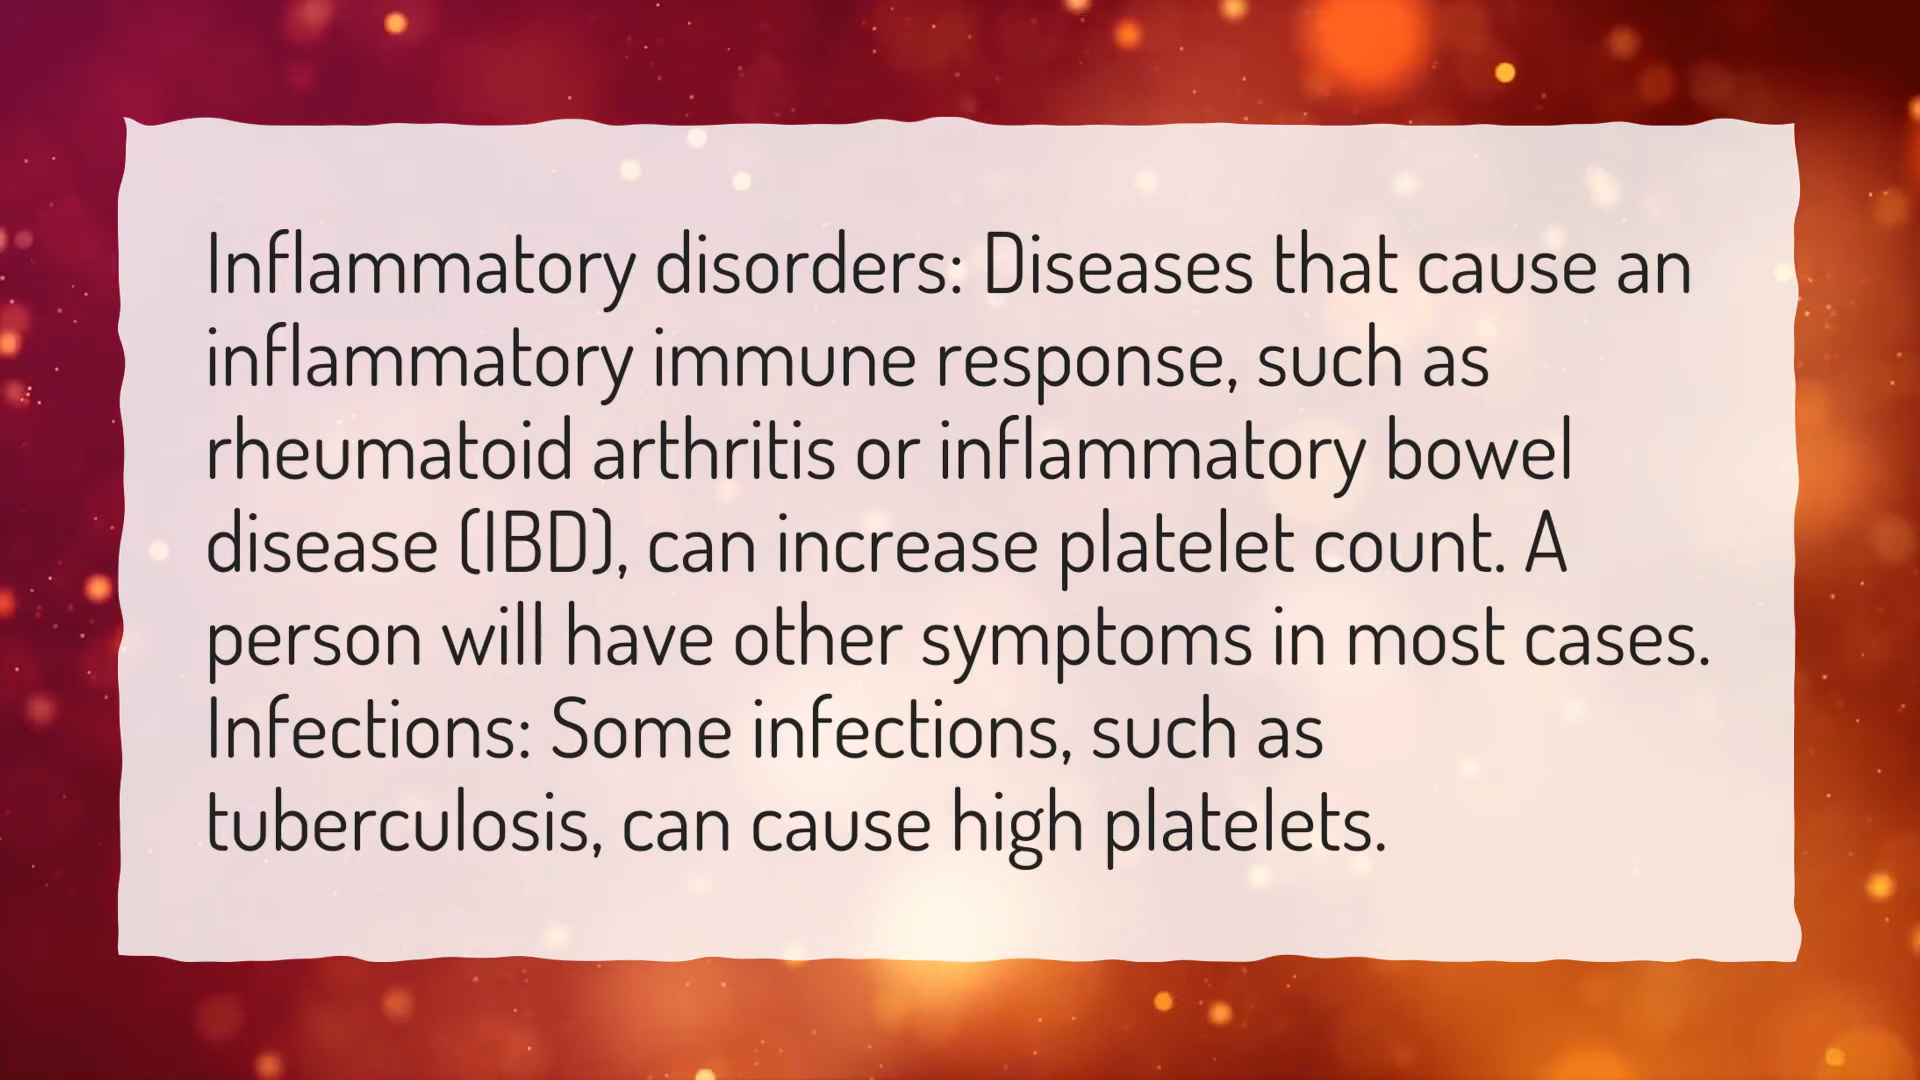 Inflammatory disorders: Diseases that cause an
inflammatory immune response, such as
rheumatoid arthritis or inflammatory bowel
disease (IBD), can increase platelet count. A
person will have other symptoms in most cases.
Infections: Some infections, such as
tuberculosis, can cause high platelets.